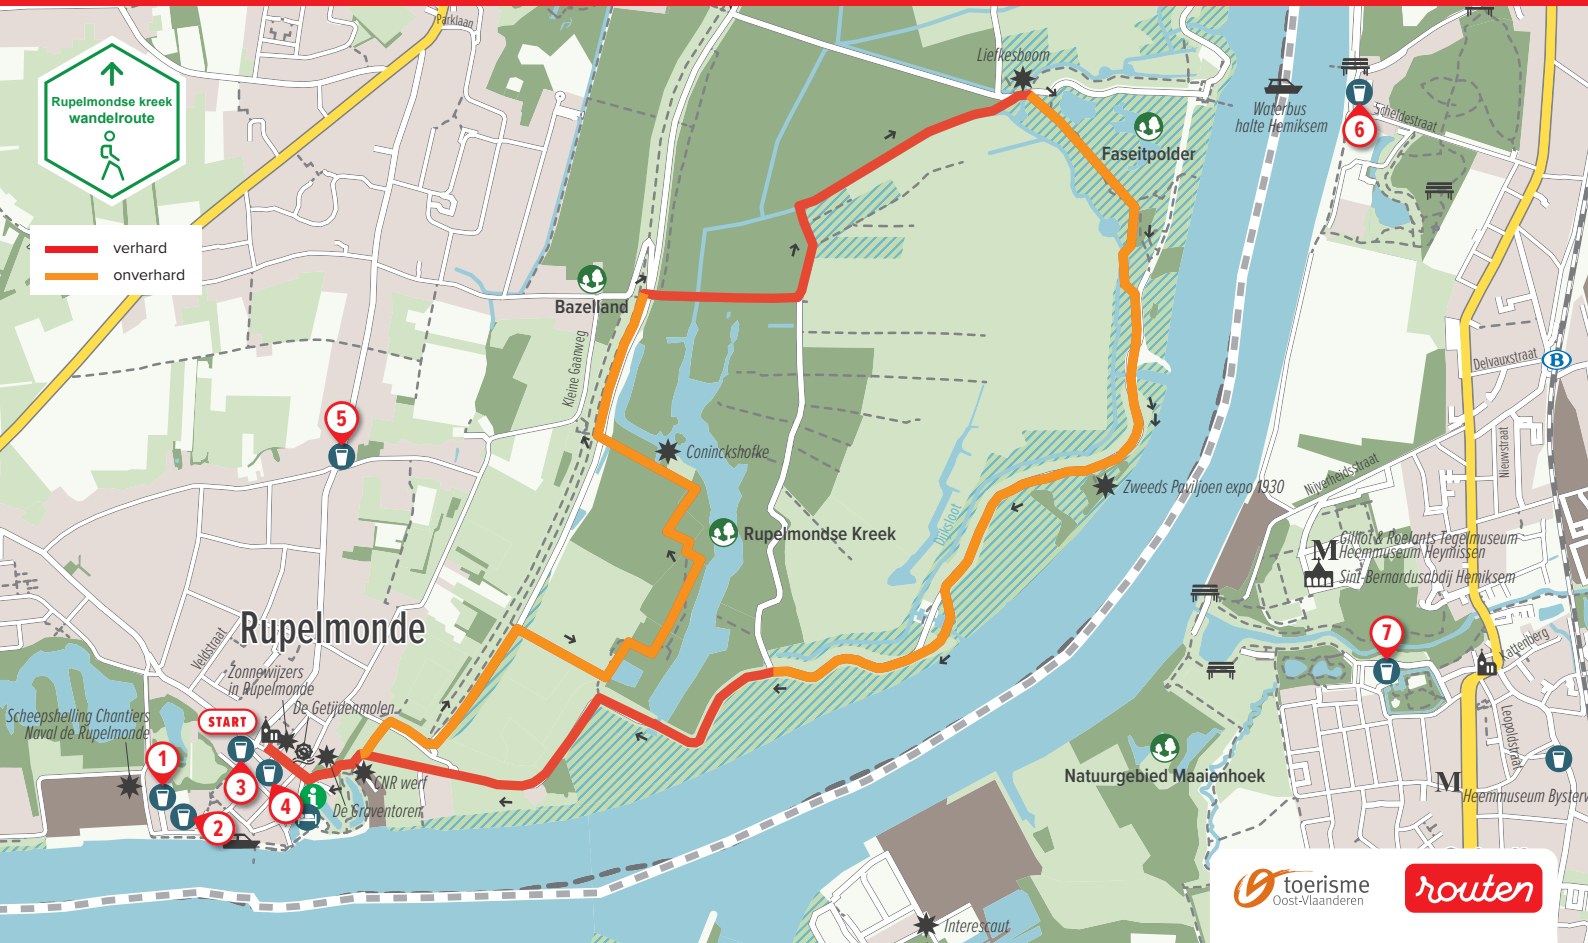 Parklaan
Rupelmondse kreek
wandelroute
verhard
onverhard
Liefkesboom
Waterbus
halte Hemiksem
6
Scheldestraat
Faseitpolder
Bazelland
Kleine Gaanweg
Delvauxstraat
B
5
Coninckshofke
Zweeds Paviljoen expo 1930
Nijverheidsstraat
Nieuwstraat
Dijksloot
Rupelmondse Kreek
M
Gilliot & Roelants Tegelmuseum
Heemmuseum Heymissen
Sint-Bernardusabdij Hemiksem
Rupelmonde
Veldstraat
7
Kattenberg
Zonnewijzers
in Rupelmonde
De Getijdenmolen
Scheepshelling Chantiers
Naval de Rupelmonde
START
1
3
4
2
i
CNR werf
De Graventoren
Leopoldstraat
Natuurgebied Maaienhoek
M
Heemmuseum Bysterv
Interescaut
toerisme
Oost-Vlaanderen
routen